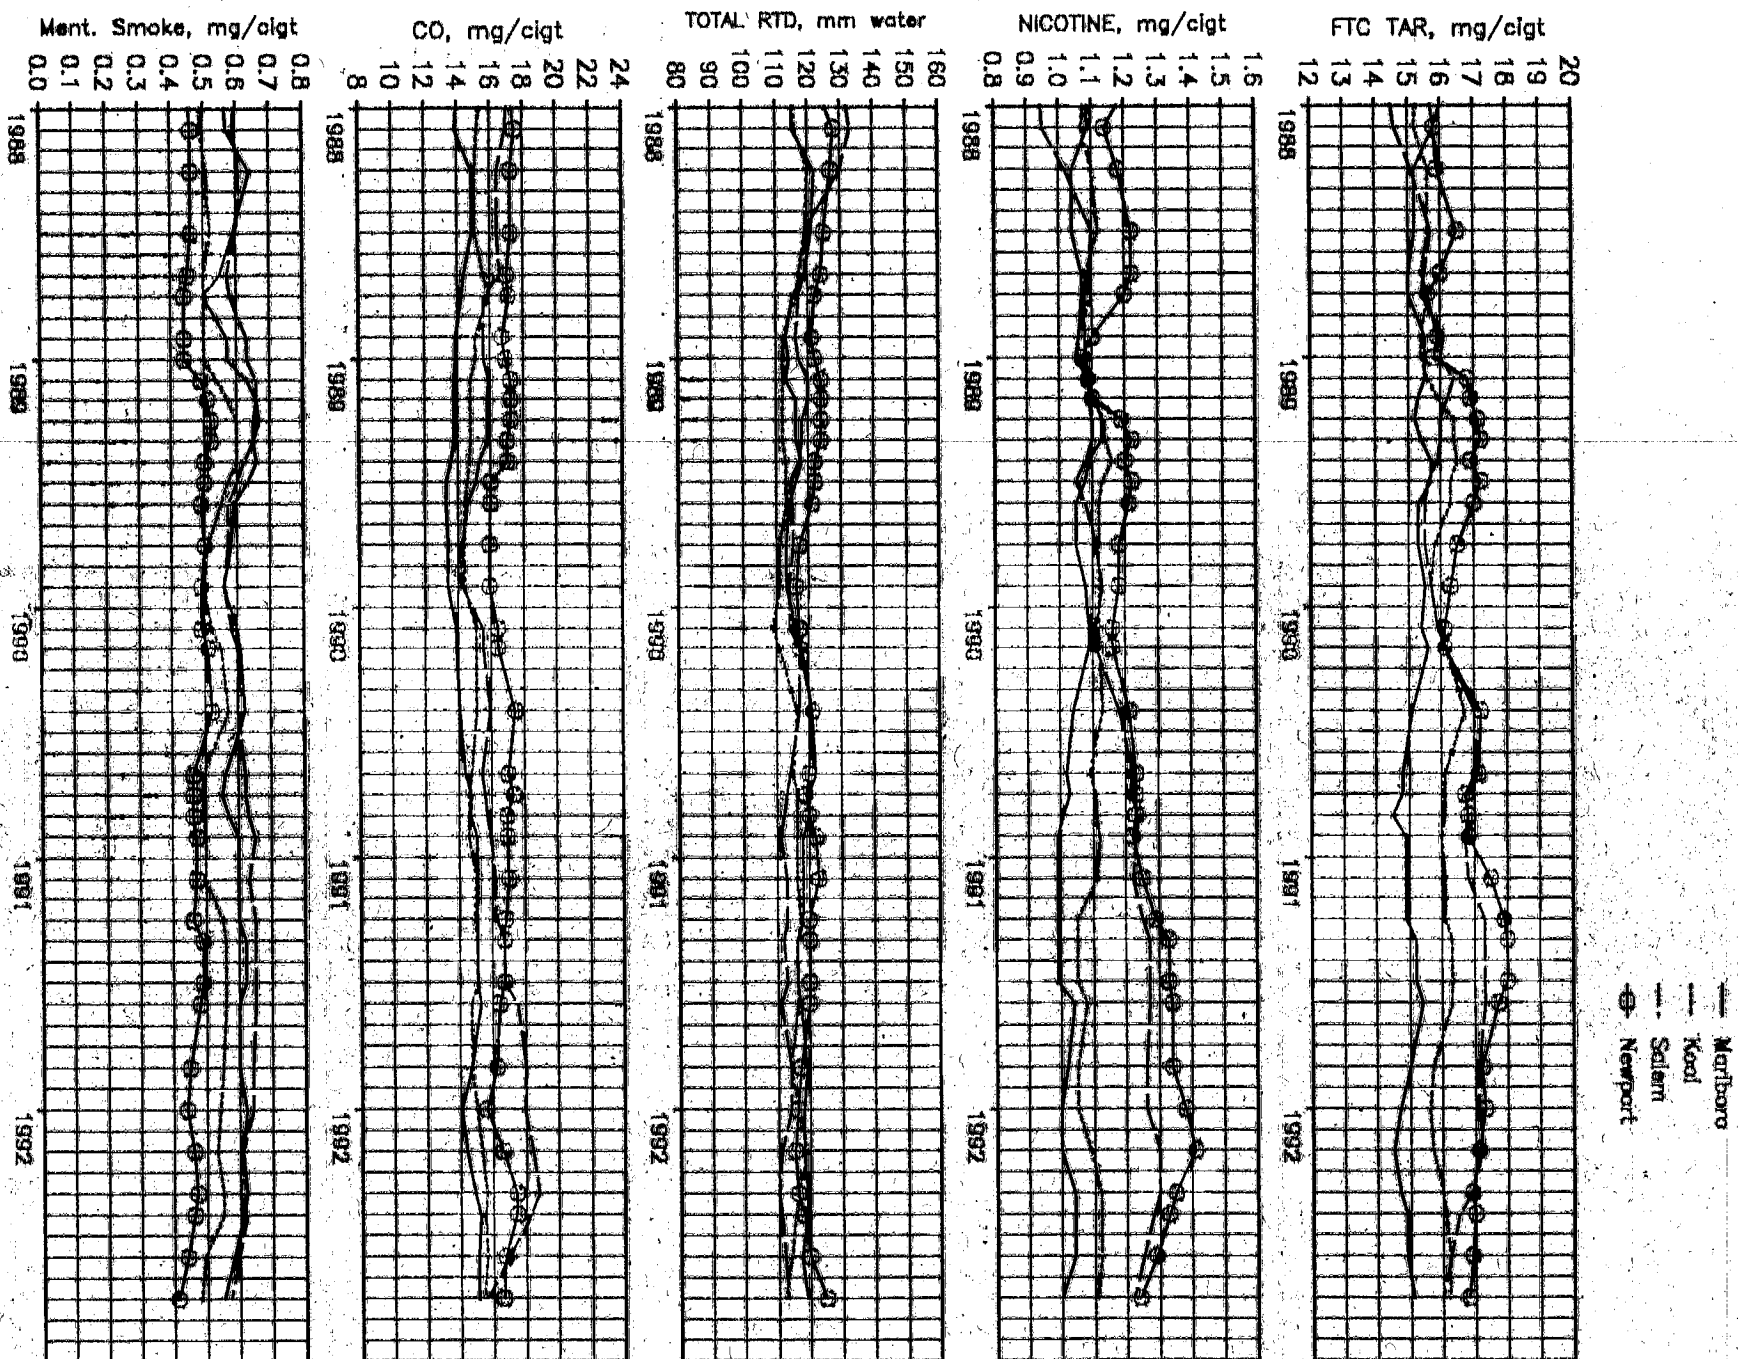 Ment. Smoke, mg/cigt
0.0 0.1 0.2 0.3 0.4 0.5 0.6 0.7 0.8
1988 1989 1990 1991 1992
CO, mg/cigt
8 10 12 14 16 18 20 22 24
1988 1989 1990 1991 1992
TOTAL RTD, mm water
80 90 100 110 120 130 140 150 160
1988 1989 1990 1991 1992
NICOTINE, mg/cigt
0.8 0.9 1.0 1.1 1.2 1.3 1.4 1.5 1.6
1988 1989 1990 1991 1992
FTC TAR, mg/cigt
12 13 14 15 16 17 18 19 20
1988 1989 1990 1991 1992
Marlboro
Kool
Salem
Newport